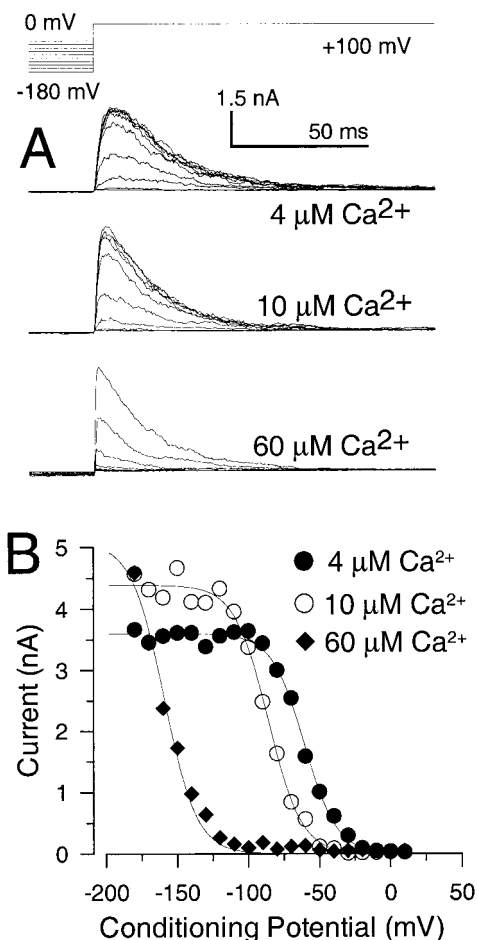 0 mV
+100 mV
-180 mV
1.5 nA
A
50 ms
4 μM Ca2+
10 μM Ca2+
60 μM Ca2+
B
5
4
3
2
1
0
Current (nA)
4 μM Ca2+
10 μM Ca2+
60 μM Ca2+
-200 -150 -100 -50 0 50
Conditioning Potential (mV)